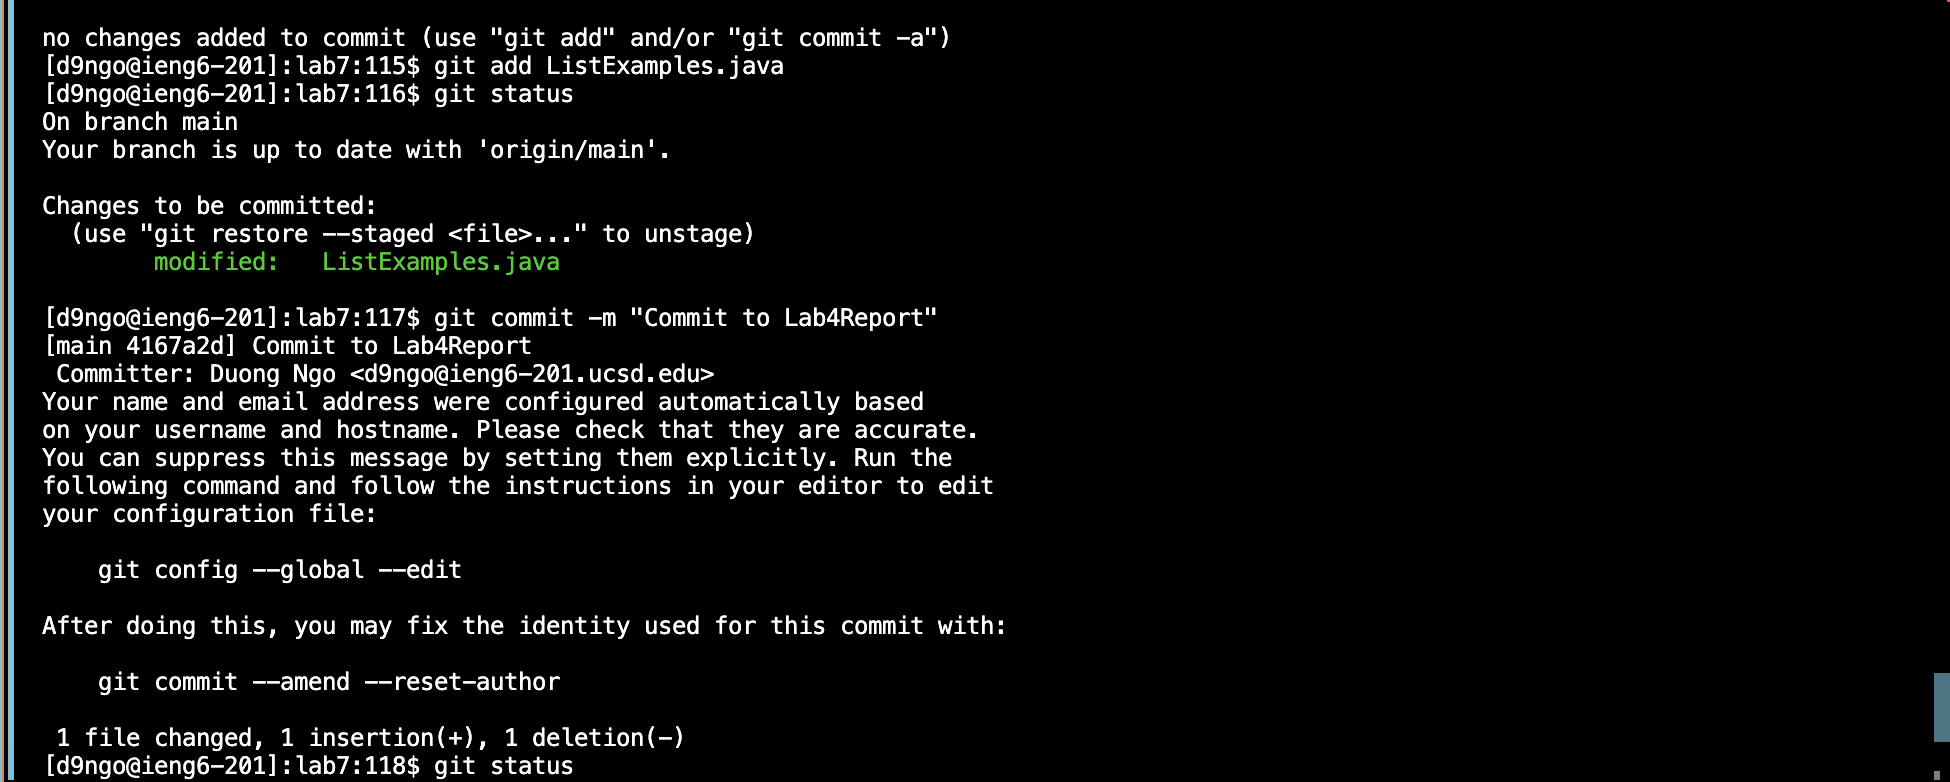 no changes added to commit (use "git add" and/or "git commit -a")
[d9ngo@ieng6-201]:lab7:115$ git add ListExamples.java
[d9ngo@ieng6-201]:lab7:116$ git status
On branch main
Your branch is up to date with 'origin/main'.
Changes to be committed:
  (use "git restore --staged <file>..." to unstage)
        modified:   ListExamples.java
[d9ngo@ieng6-201]:lab7:117$ git commit -m "Commit to Lab4Report"
[main 4167a2d] Commit to Lab4Report
 Committer: Duong Ngo <d9ngo@ieng6-201.ucsd.edu>
Your name and email address were configured automatically based
on your username and hostname. Please check that they are accurate.
You can suppress this message by setting them explicitly. Run the
following command and follow the instructions in your editor to edit
your configuration file:
    git config --global --edit
After doing this, you may fix the identity used for this commit with:
    git commit --amend --reset-author
 1 file changed, 1 insertion(+), 1 deletion(-)
[d9ngo@ieng6-201]:lab7:118$ git status